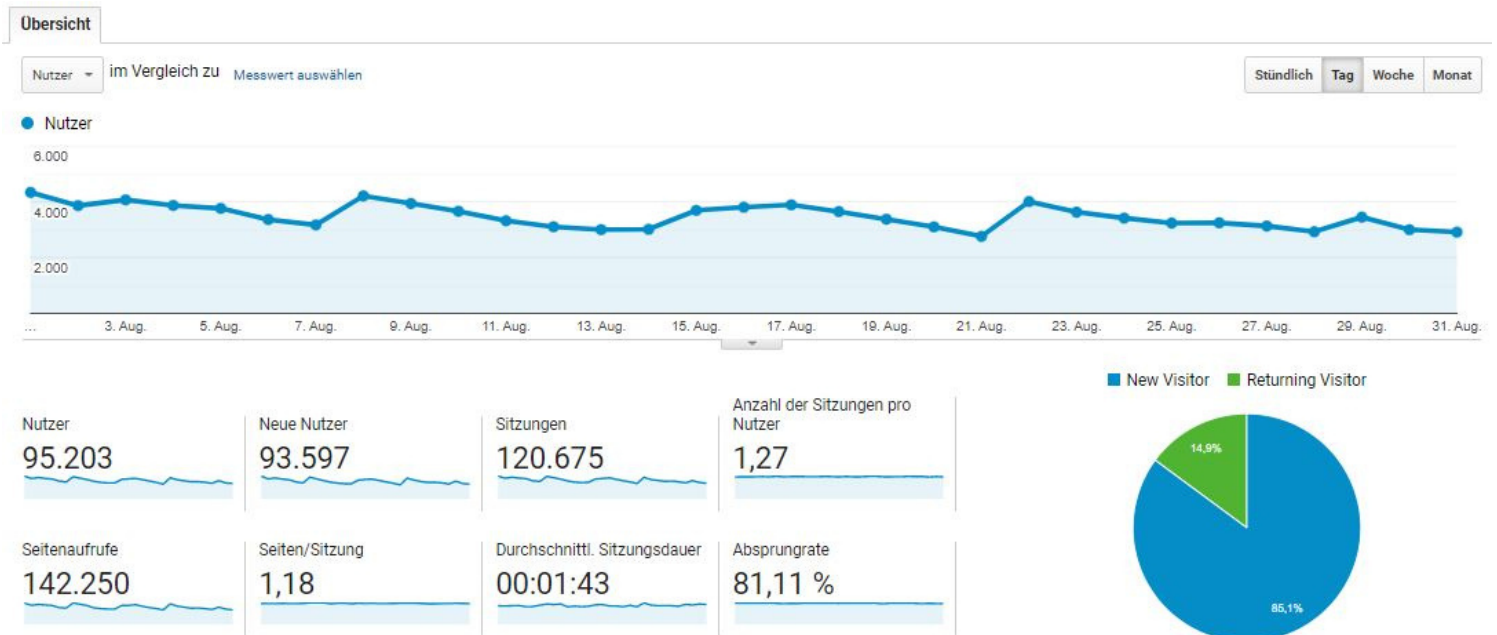 Übersicht
Nutzer im Vergleich zu Messwert auswählen
Stündlich Tag Woche Monat
Nutzer
6.000
4.000
2.000
... 3. Aug. 5. Aug. 7. Aug. 9. Aug. 11. Aug. 13. Aug. 15. Aug. 17. Aug. 19. Aug. 21. Aug. 23. Aug. 25. Aug. 27. Aug. 29. Aug. 31. Aug.
New Visitor Returning Visitor
Nutzer
95.203
Neue Nutzer
93.597
Sitzungen
120.675
Anzahl der Sitzungen pro
Nutzer
1,27
Seitenaufrufe
142.250
Seiten/Sitzung
1,18
Durchschnittl. Sitzungsdauer
00:01:43
Absprungrate
81,11 %
14,9%
85,1%